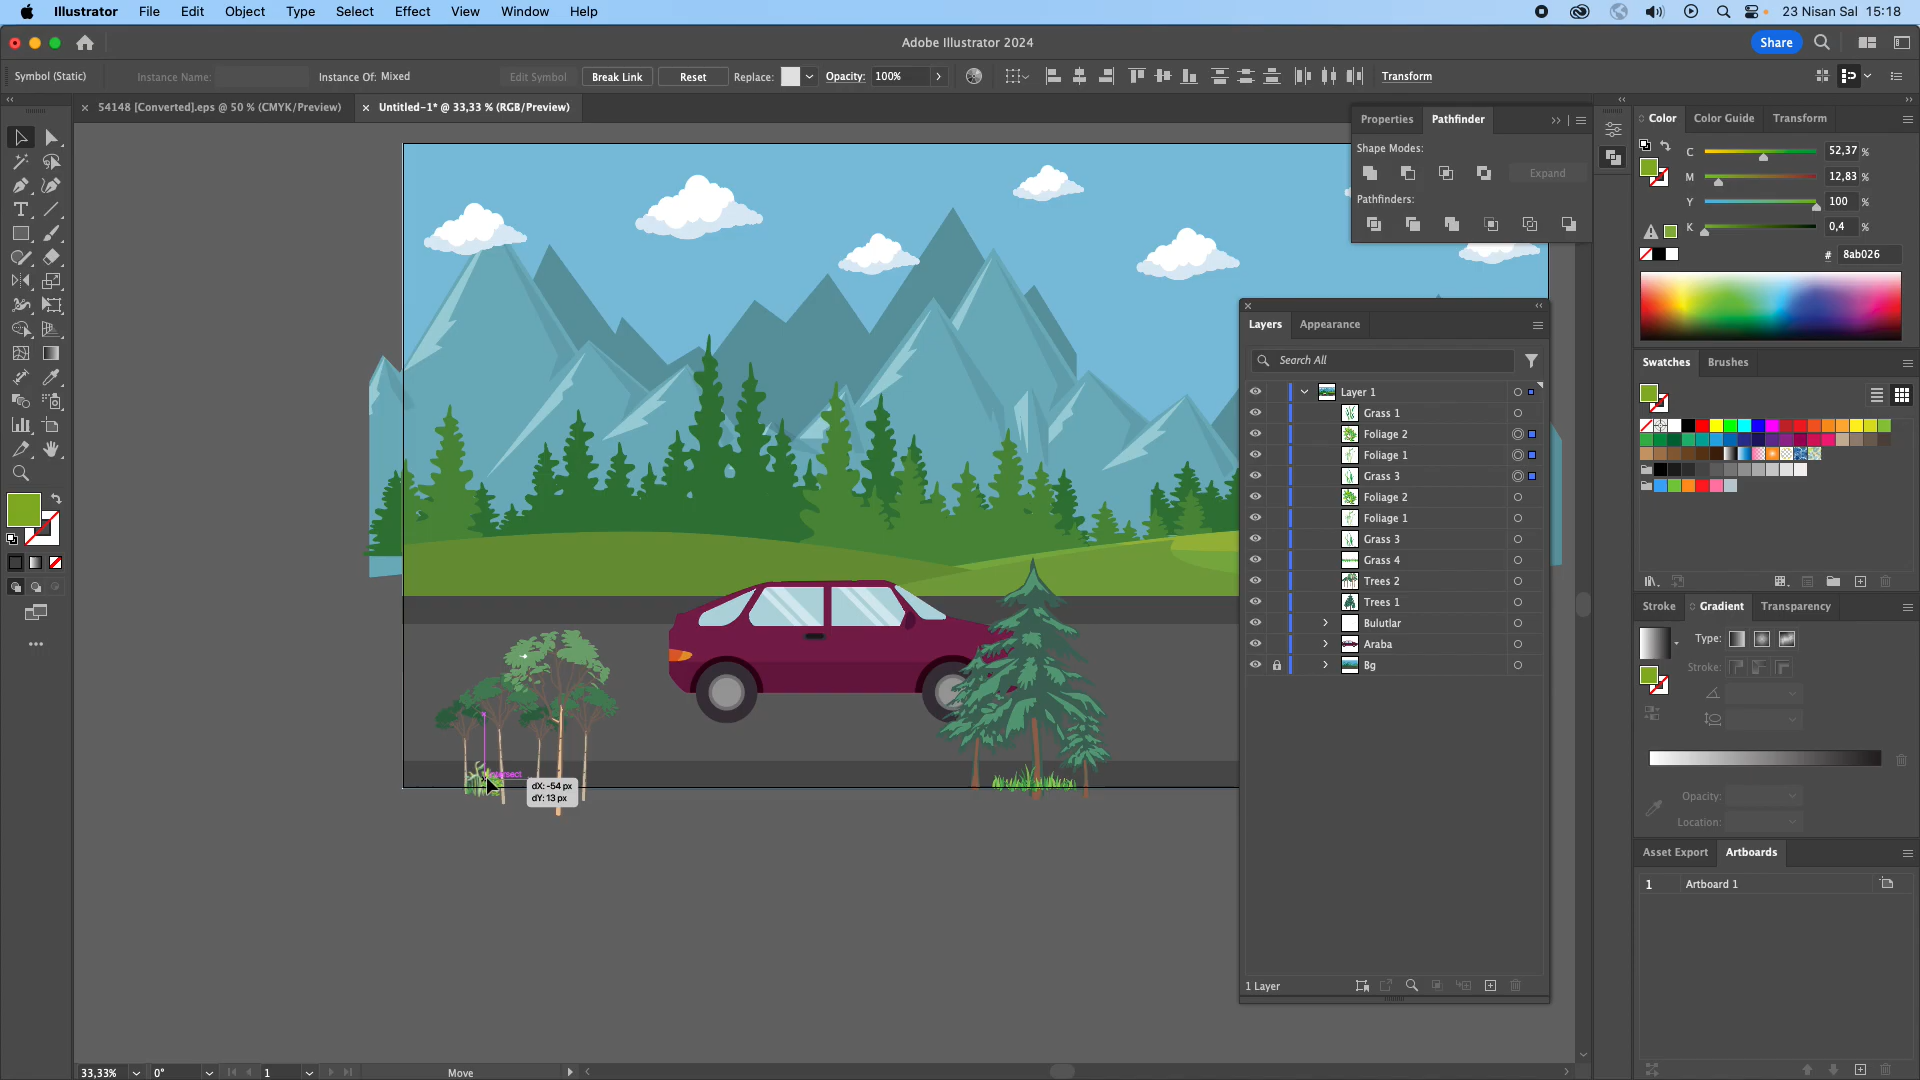 Illustrator File Edit Object Type Select Effect View Window Help 23 Nisan Sal 15:18
Adobe Illustrator 2024 Share
Symbol (Static) Instance Name: Instance Of: Mixed Edit Symbol Break Link Reset Replace: Opacity: 100% Transform
54148 [Converted].eps @ 50 % (CMYK/Preview) Untitled-1* @ 33,33 % (RGB/Preview)
Properties Pathfinder
Shape Modes:
Expand
Pathfinders:
Color Color Guide Transform
C 52,37 %
M 12,83 %
Y 100 %
K 0,4 %
# 8ab026
Layers Appearance
Search All
Layer 1
Grass 1
Foliage 2
Foliage 1
Grass 3
Foliage 2
Foliage 1
Grass 3
Grass 4
Trees 2
Trees 1
Bulutlar
Araba
Bg
1 Layer
Swatches Brushes
Stroke Gradient Transparency
Type:
Stroke:
Opacity:
Location:
Asset Export Artboards
1 Artboard 1
intersect
dX: -54 px
dY: 13 px
33,33% 0° 1 Move